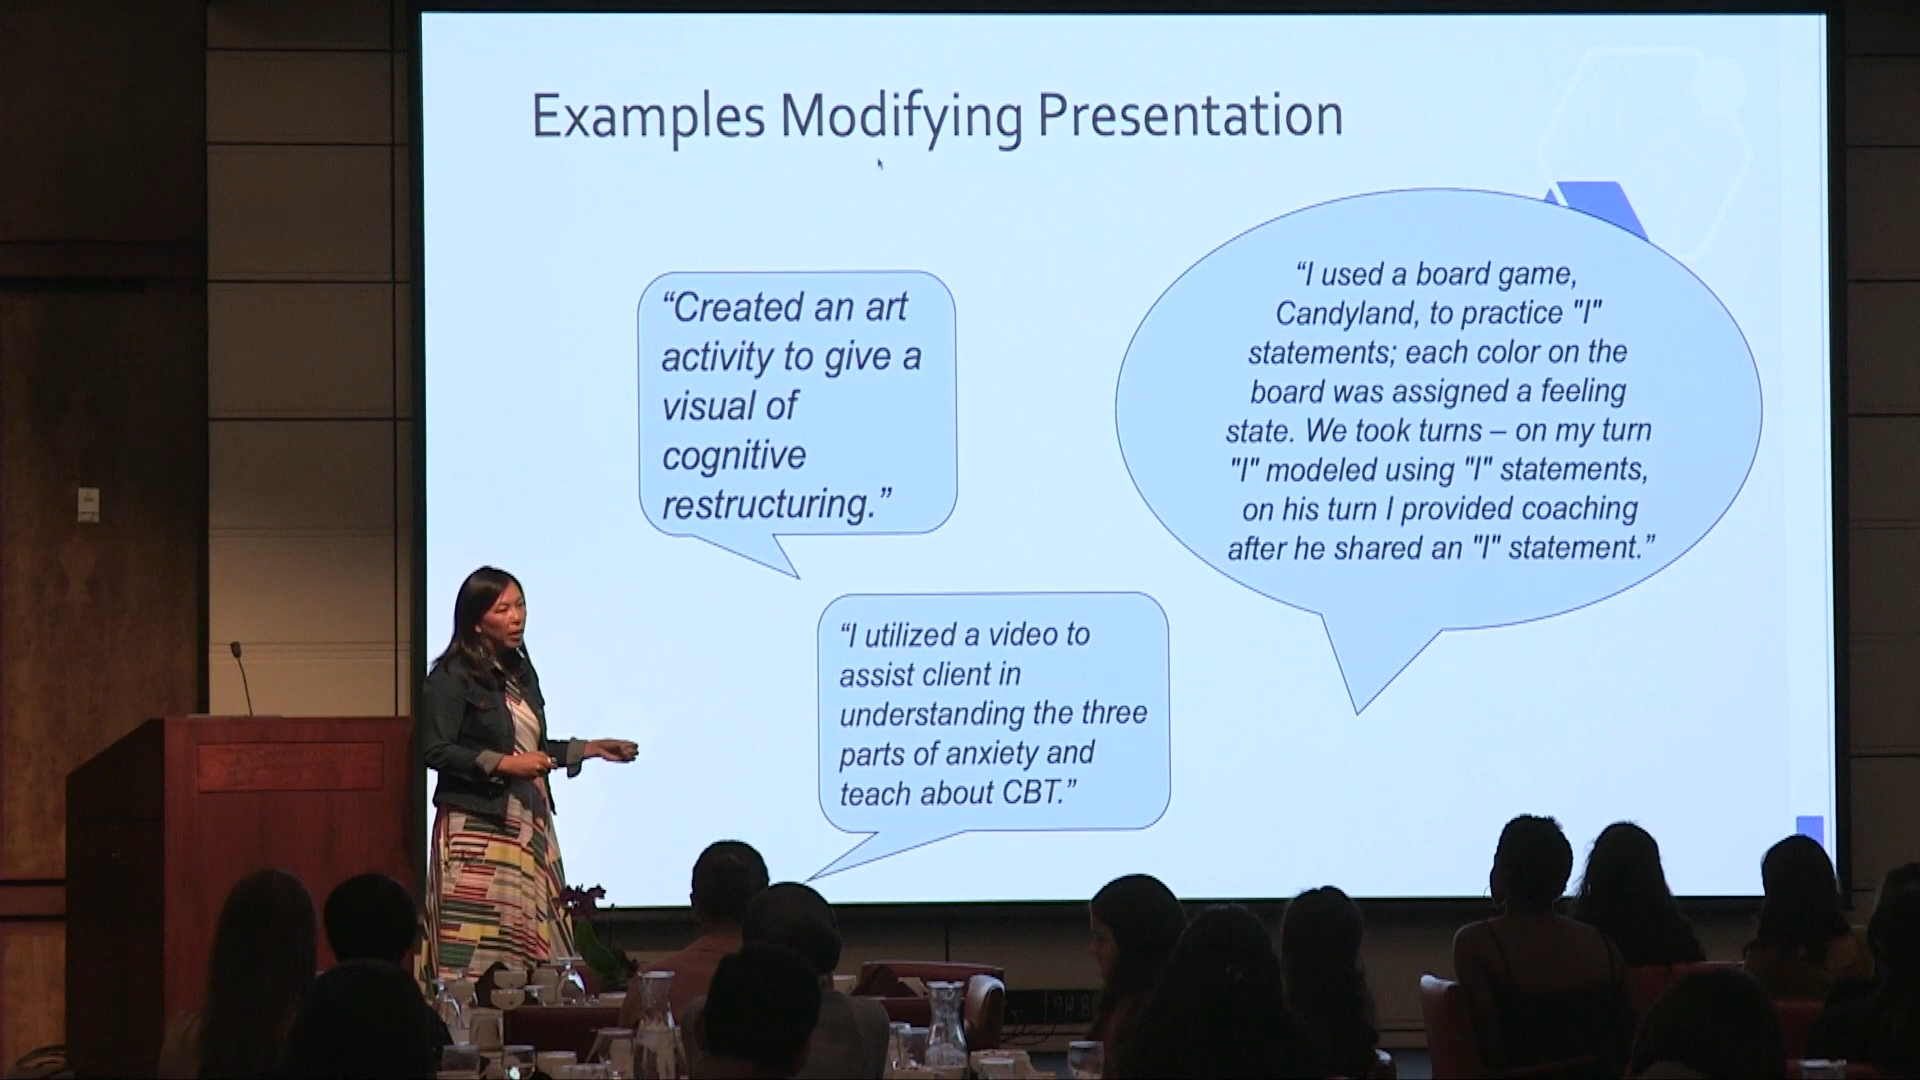 Examples Modifying Presentation
“Created an art
activity to give a
visual of
cognitive
restructuring.”
“I used a board game,
Candyland, to practice "I"
statements; each color on the
board was assigned a feeling
state. We took turns – on my turn
"I" modeled using "I" statements,
on his turn I provided coaching
after he shared an "I" statement.”
“I utilized a video to
assist client in
understanding the three
parts of anxiety and
teach about CBT.”